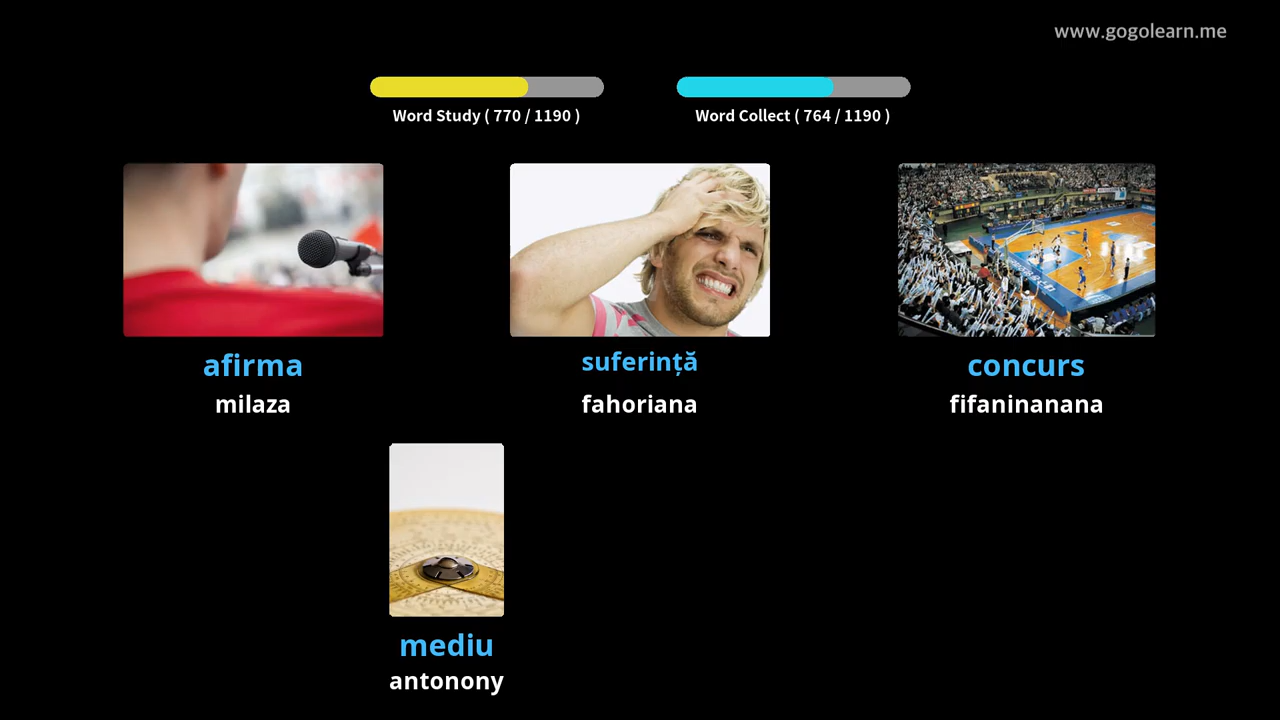 www.gogolearn.me
Word Study ( 770 / 1190 )
Word Collect ( 764 / 1190 )
afirma
suferință
concurs
milaza
fahoriana
fifaninanana
mediu
antonony